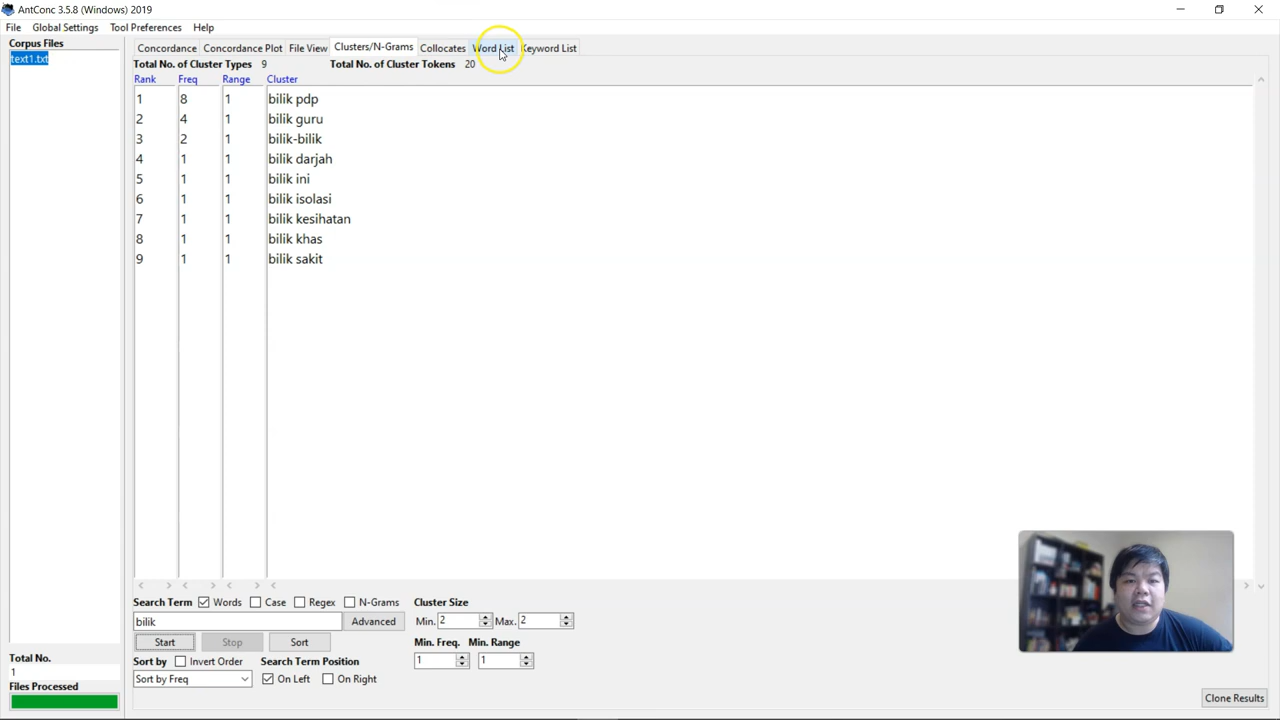 AntConc 3.5.8 (Windows) 2019
File Global Settings Tool Preferences Help
Corpus Files
text1.txt
Concordance Concordance Plot File View Clusters/N-Grams Collocates Word List Keyword List
Total No. of Cluster Types 9 Total No. of Cluster Tokens 20
Rank Freq Range Cluster
1 8 1 bilik pdp
2 4 1 bilik guru
3 2 1 bilik-bilik
4 1 1 bilik darjah
5 1 1 bilik ini
6 1 1 bilik isolasi
7 1 1 bilik kesihatan
8 1 1 bilik khas
9 1 1 bilik sakit
Search Term Words Case Regex N-Grams Cluster Size
bilik Advanced Min. 2 Max. 2
Start Stop Sort Min. Freq. Min. Range
Sort by Invert Order Search Term Position 1 1
Sort by Freq On Left On Right
Total No.
1
Files Processed
Clone Results